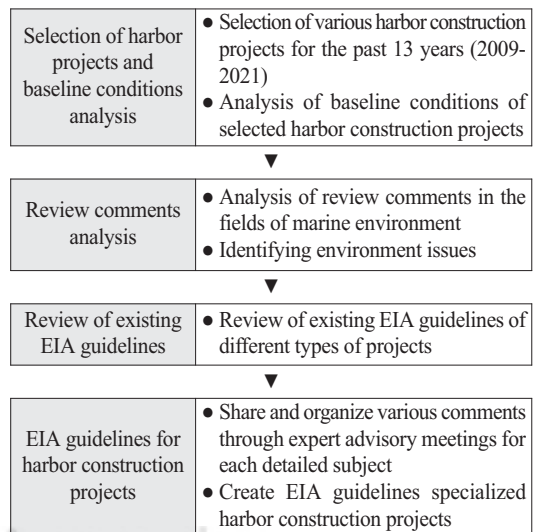 Selection of harbor
projects and
baseline conditions
analysis
● Selection of various harbor construction
projects for the past 13 years (2009-
2021)
● Analysis of baseline conditions of
selected harbor construction projects
▼
Review comments
analysis
● Analysis of review comments in the
fields of marine environment
● Identifying environment issues
▼
Review of existing
EIA guidelines
● Review of existing EIA guidelines of
different types of projects
▼
EIA guidelines for
harbor construction
projects
● Share and organize various comments
through expert advisory meetings for
each detailed subject
● Create EIA guidelines specialized
harbor construction projects